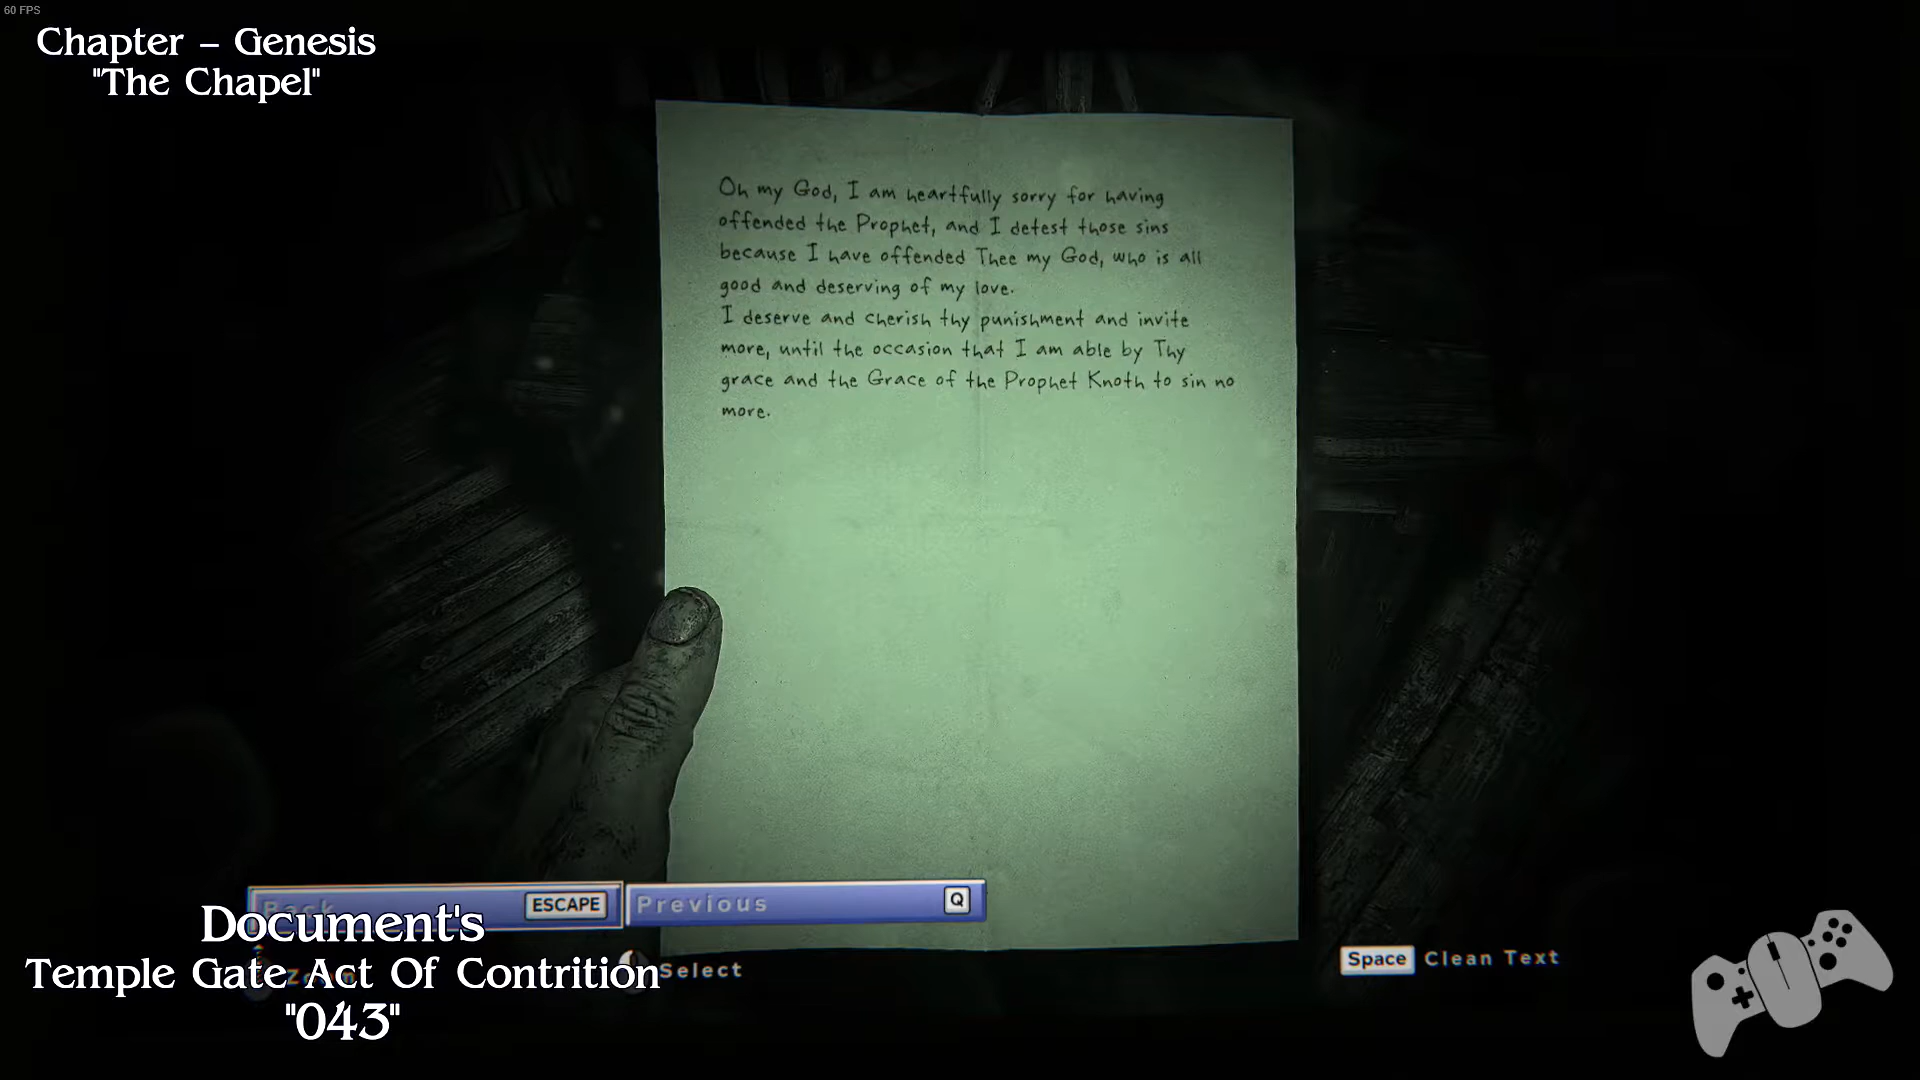 60 FPS
Chapter – Genesis
"The Chapel"
Oh my God, I am heartfully sorry for having
offended the Prophet, and I detest those sins
because I have offended Thee my God, who is all
good and deserving of my love.
I deserve and cherish thy punishment and invite
more, until the occasion that I am able by Thy
grace and the Grace of the Prophet Knoth to sin no
more.
Back ESCAPE Previous Q
Document's
Temple Gate Act Of Contrition
"043"
Select
Space Clean Text